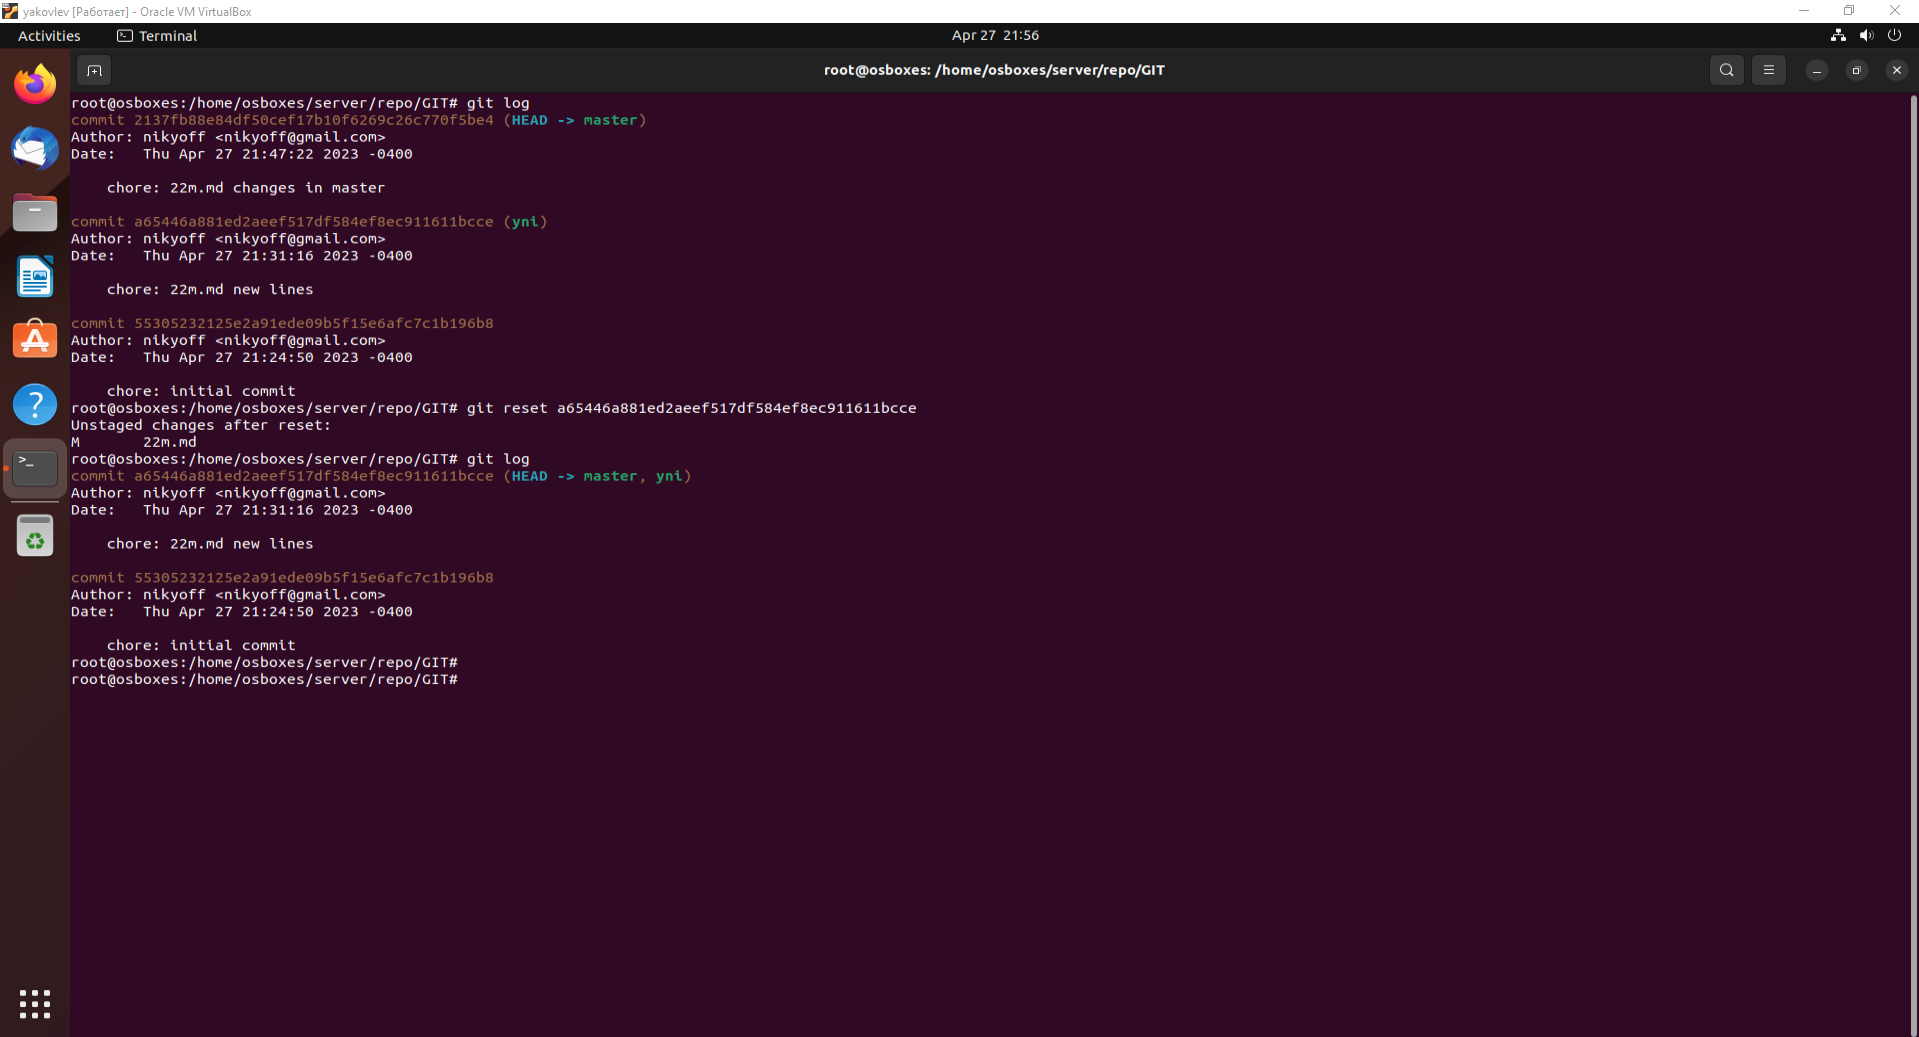 yakovlev [Работает] - Oracle VM VirtualBox
Activities
Terminal
Apr 27 21:56
root@osboxes: /home/osboxes/server/repo/GIT
root@osboxes:/home/osboxes/server/repo/GIT# git log
commit 2137fb88e84df50cef17b10f6269c26c770f5be4 (HEAD -> master)
Author: nikyoff <nikyoff@gmail.com>
Date:   Thu Apr 27 21:47:22 2023 -0400
    chore: 22m.md changes in master
commit a65446a881ed2aeef517df584ef8ec911611bcce (yni)
Author: nikyoff <nikyoff@gmail.com>
Date:   Thu Apr 27 21:31:16 2023 -0400
    chore: 22m.md new lines
commit 55305232125e2a91ede09b5f15e6afc7c1b196b8
Author: nikyoff <nikyoff@gmail.com>
Date:   Thu Apr 27 21:24:50 2023 -0400
    chore: initial commit
root@osboxes:/home/osboxes/server/repo/GIT# git reset a65446a881ed2aeef517df584ef8ec911611bcce
Unstaged changes after reset:
M       22m.md
root@osboxes:/home/osboxes/server/repo/GIT# git log
commit a65446a881ed2aeef517df584ef8ec911611bcce (HEAD -> master, yni)
Author: nikyoff <nikyoff@gmail.com>
Date:   Thu Apr 27 21:31:16 2023 -0400
    chore: 22m.md new lines
commit 55305232125e2a91ede09b5f15e6afc7c1b196b8
Author: nikyoff <nikyoff@gmail.com>
Date:   Thu Apr 27 21:24:50 2023 -0400
    chore: initial commit
root@osboxes:/home/osboxes/server/repo/GIT#
root@osboxes:/home/osboxes/server/repo/GIT#